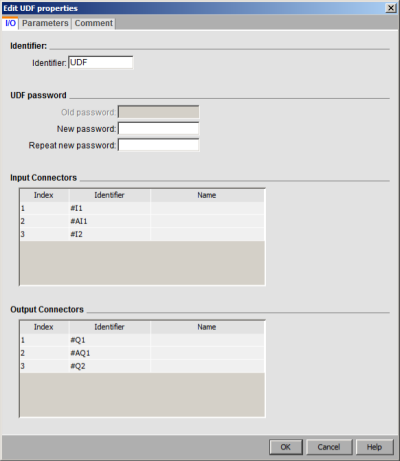 Edit UDF properties
I/O Parameters Comment
Identifier:
Identifier: UDF
UDF password
Old password:
New password:
Repeat new password:
Input Connectors
Index Identifier Name
1 #I1
2 #AI1
3 #I2
Output Connectors
Index Identifier Name
1 #Q1
2 #AQ1
3 #Q2
OK Cancel Help